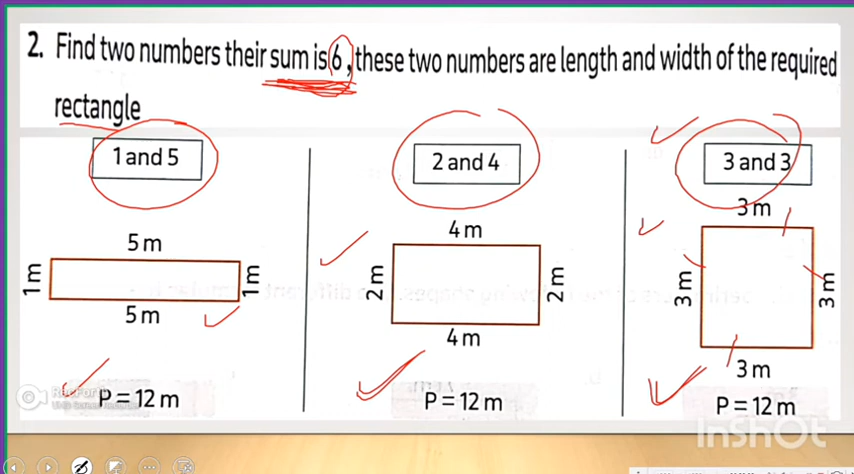 2. Find two numbers their sum is 6, these two numbers are length and width of the required
rectangle
1 and 5
2 and 4
3 and 3
5 m
1 m
1 m
5 m
P = 12 m
4 m
2 m
2 m
4 m
P = 12 m
3 m
3 m
3 m
3 m
P = 12 m
InShOt